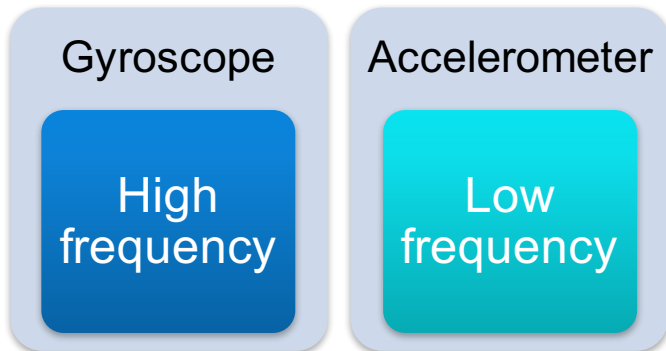 Gyroscope
High
frequency
Accelerometer
Low
frequency